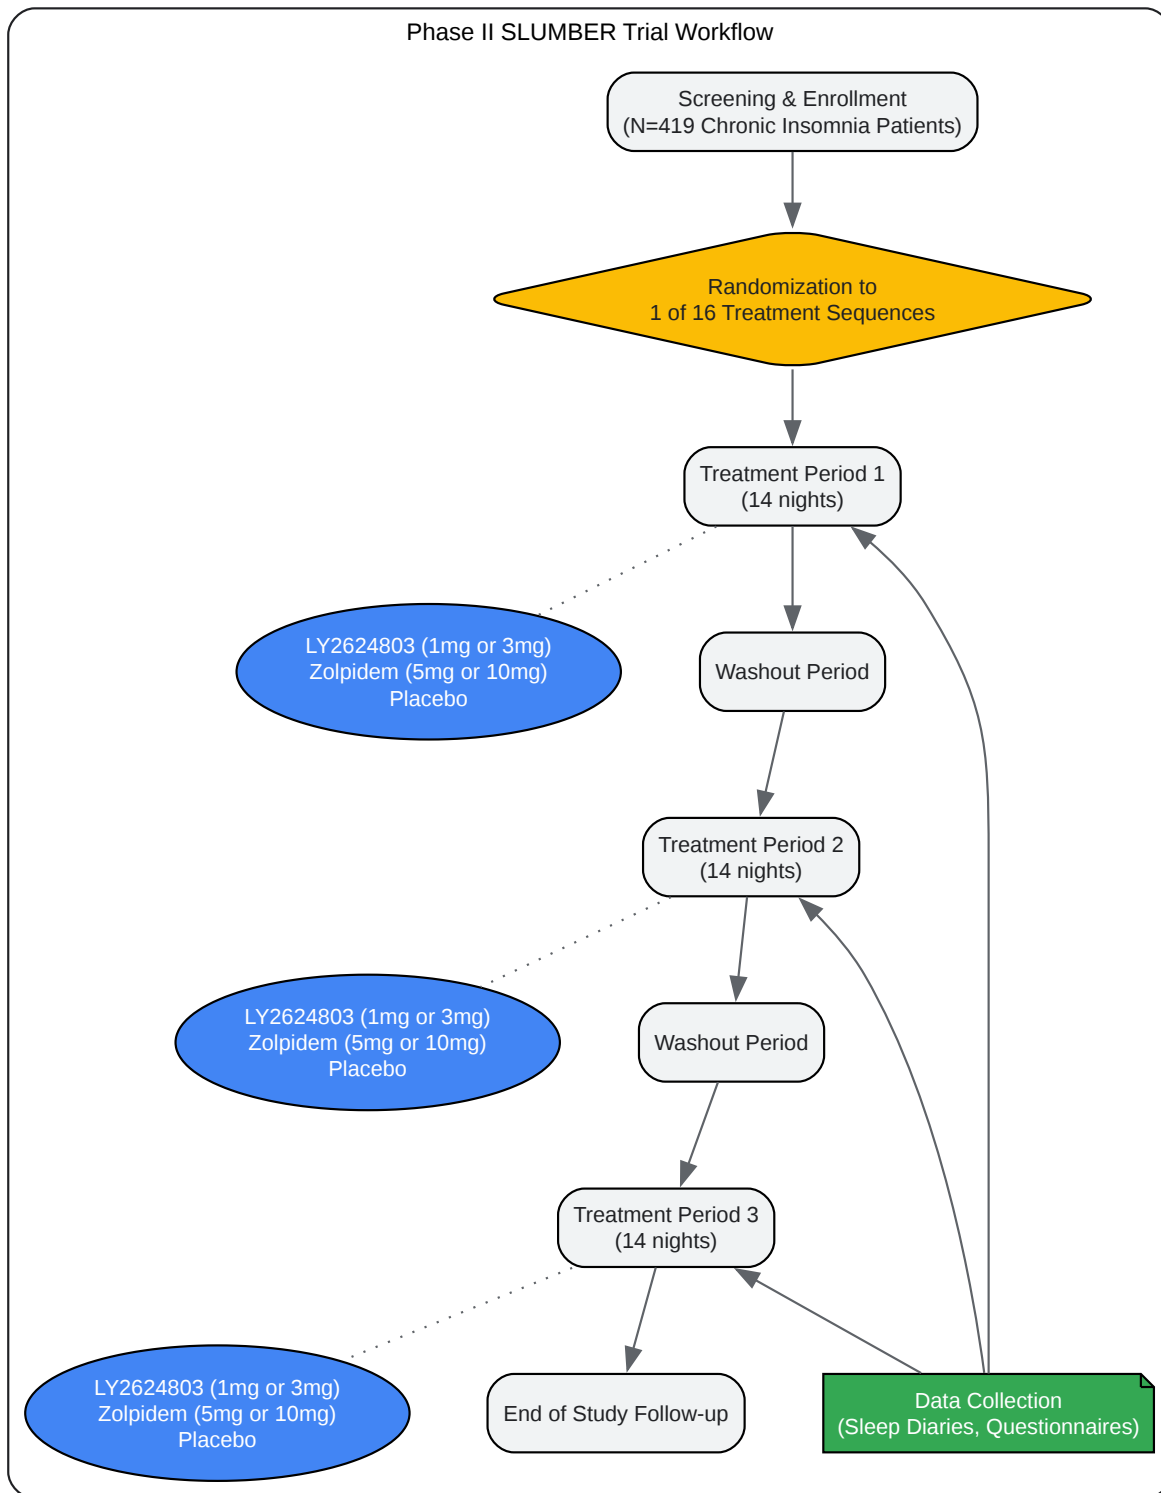 Phase II SLUMBER Trial Workflow
Screening & Enrollment
(N=419 Chronic Insomnia Patients)
Randomization to
1 of 16 Treatment Sequences
Treatment Period 1
(14 nights)
LY2624803 (1mg or 3mg)
Zolpidem (5mg or 10mg)
Placebo
Washout Period
Treatment Period 2
(14 nights)
LY2624803 (1mg or 3mg)
Zolpidem (5mg or 10mg)
Placebo
Washout Period
Treatment Period 3
(14 nights)
LY2624803 (1mg or 3mg)
Zolpidem (5mg or 10mg)
Placebo
End of Study Follow-up
Data Collection
(Sleep Diaries, Questionnaires)